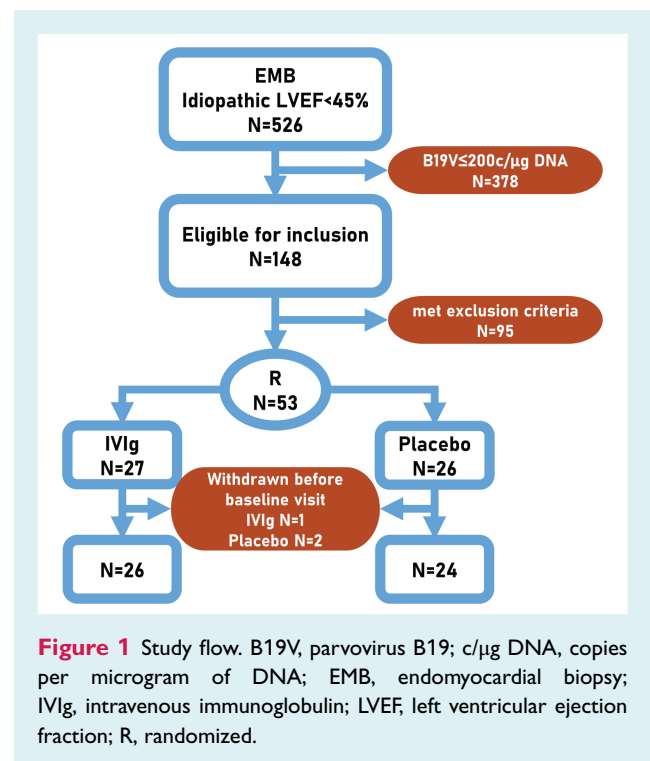 EMB
Idiopathic LVEF<45%
N=526
B19V≤200c/µg DNA
N=378
Eligible for inclusion
N=148
met exclusion criteria
N=95
R
N=53
IVIg
N=27
Placebo
N=26
Withdrawn before
baseline visit
IVIg N=1
Placebo N=2
N=26
N=24
Figure 1 Study flow. B19V, parvovirus B19; c/µg DNA, copies
per microgram of DNA; EMB, endomyocardial biopsy;
IVIg, intravenous immunoglobulin; LVEF, left ventricular ejection
fraction; R, randomized.